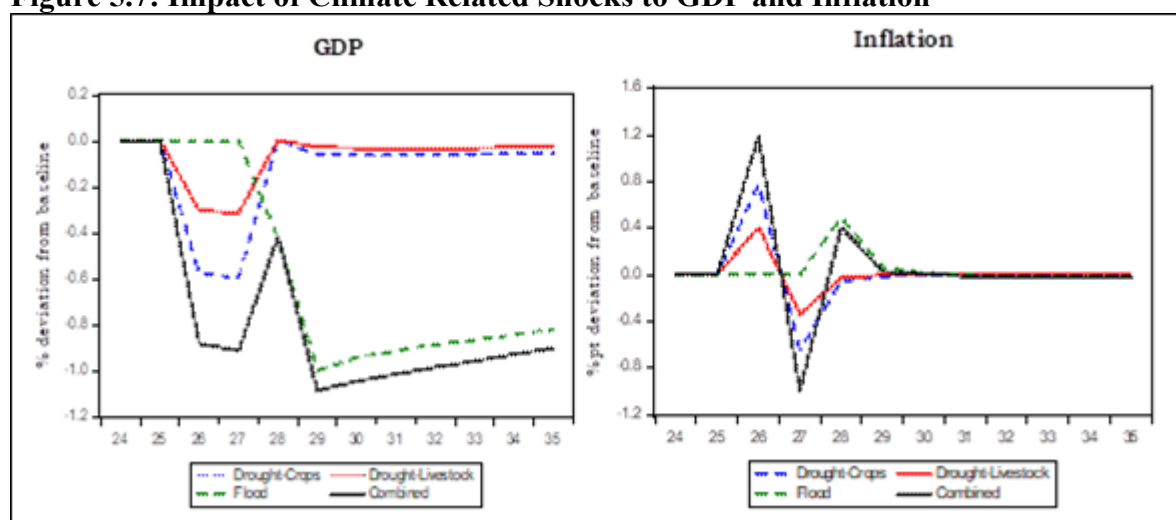 Figure Impact of Climate Related Shocks to GDP and Inflation
GDP
% deviation from bateline
0.2
0.0
-0.2
-0.4
-0.6
-0.8
-1.0
-1.2
24 25 26 27 28 29 30 31 32 33 34 35
Drought-Crops Drought-Livestock
Flood Combined
Inflation
%pt deviation from bateline
1.6
1.2
0.8
0.4
0.0
-0.4
-0.8
-1.2
24 25 26 27 28 29 30 31 32 33 34 35
Drought-Crops Drought-Livestock
Flood Combined